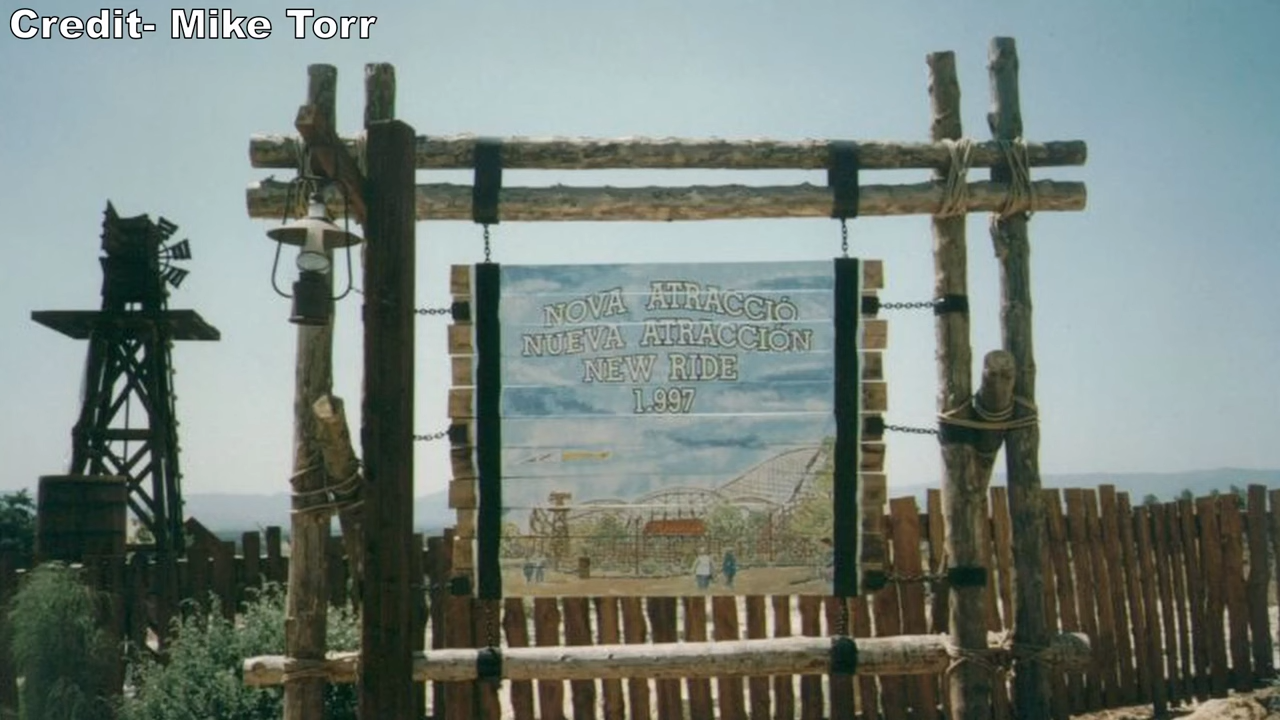 Credit- Mike Torr
NOVA ATRACCIÓ
NUEVA ATRACCIÓN
NEW RIDE
1.997